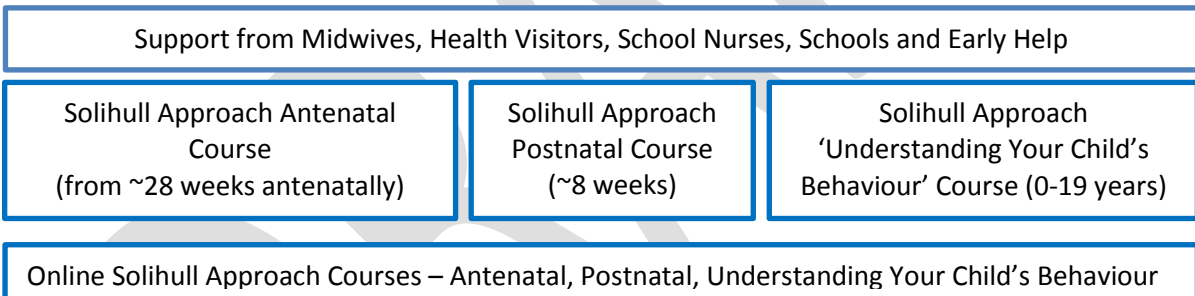 Support from Midwives, Health Visitors, School Nurses, Schools and Early Help
Solihull Approach Antenatal
Course
(from ~28 weeks antenatally)
Solihull Approach
Postnatal Course
(~8 weeks)
Solihull Approach
‘Understanding Your Child’s
Behaviour’ Course (0-19 years)
Online Solihull Approach Courses – Antenatal, Postnatal, Understanding Your Child’s Behaviour